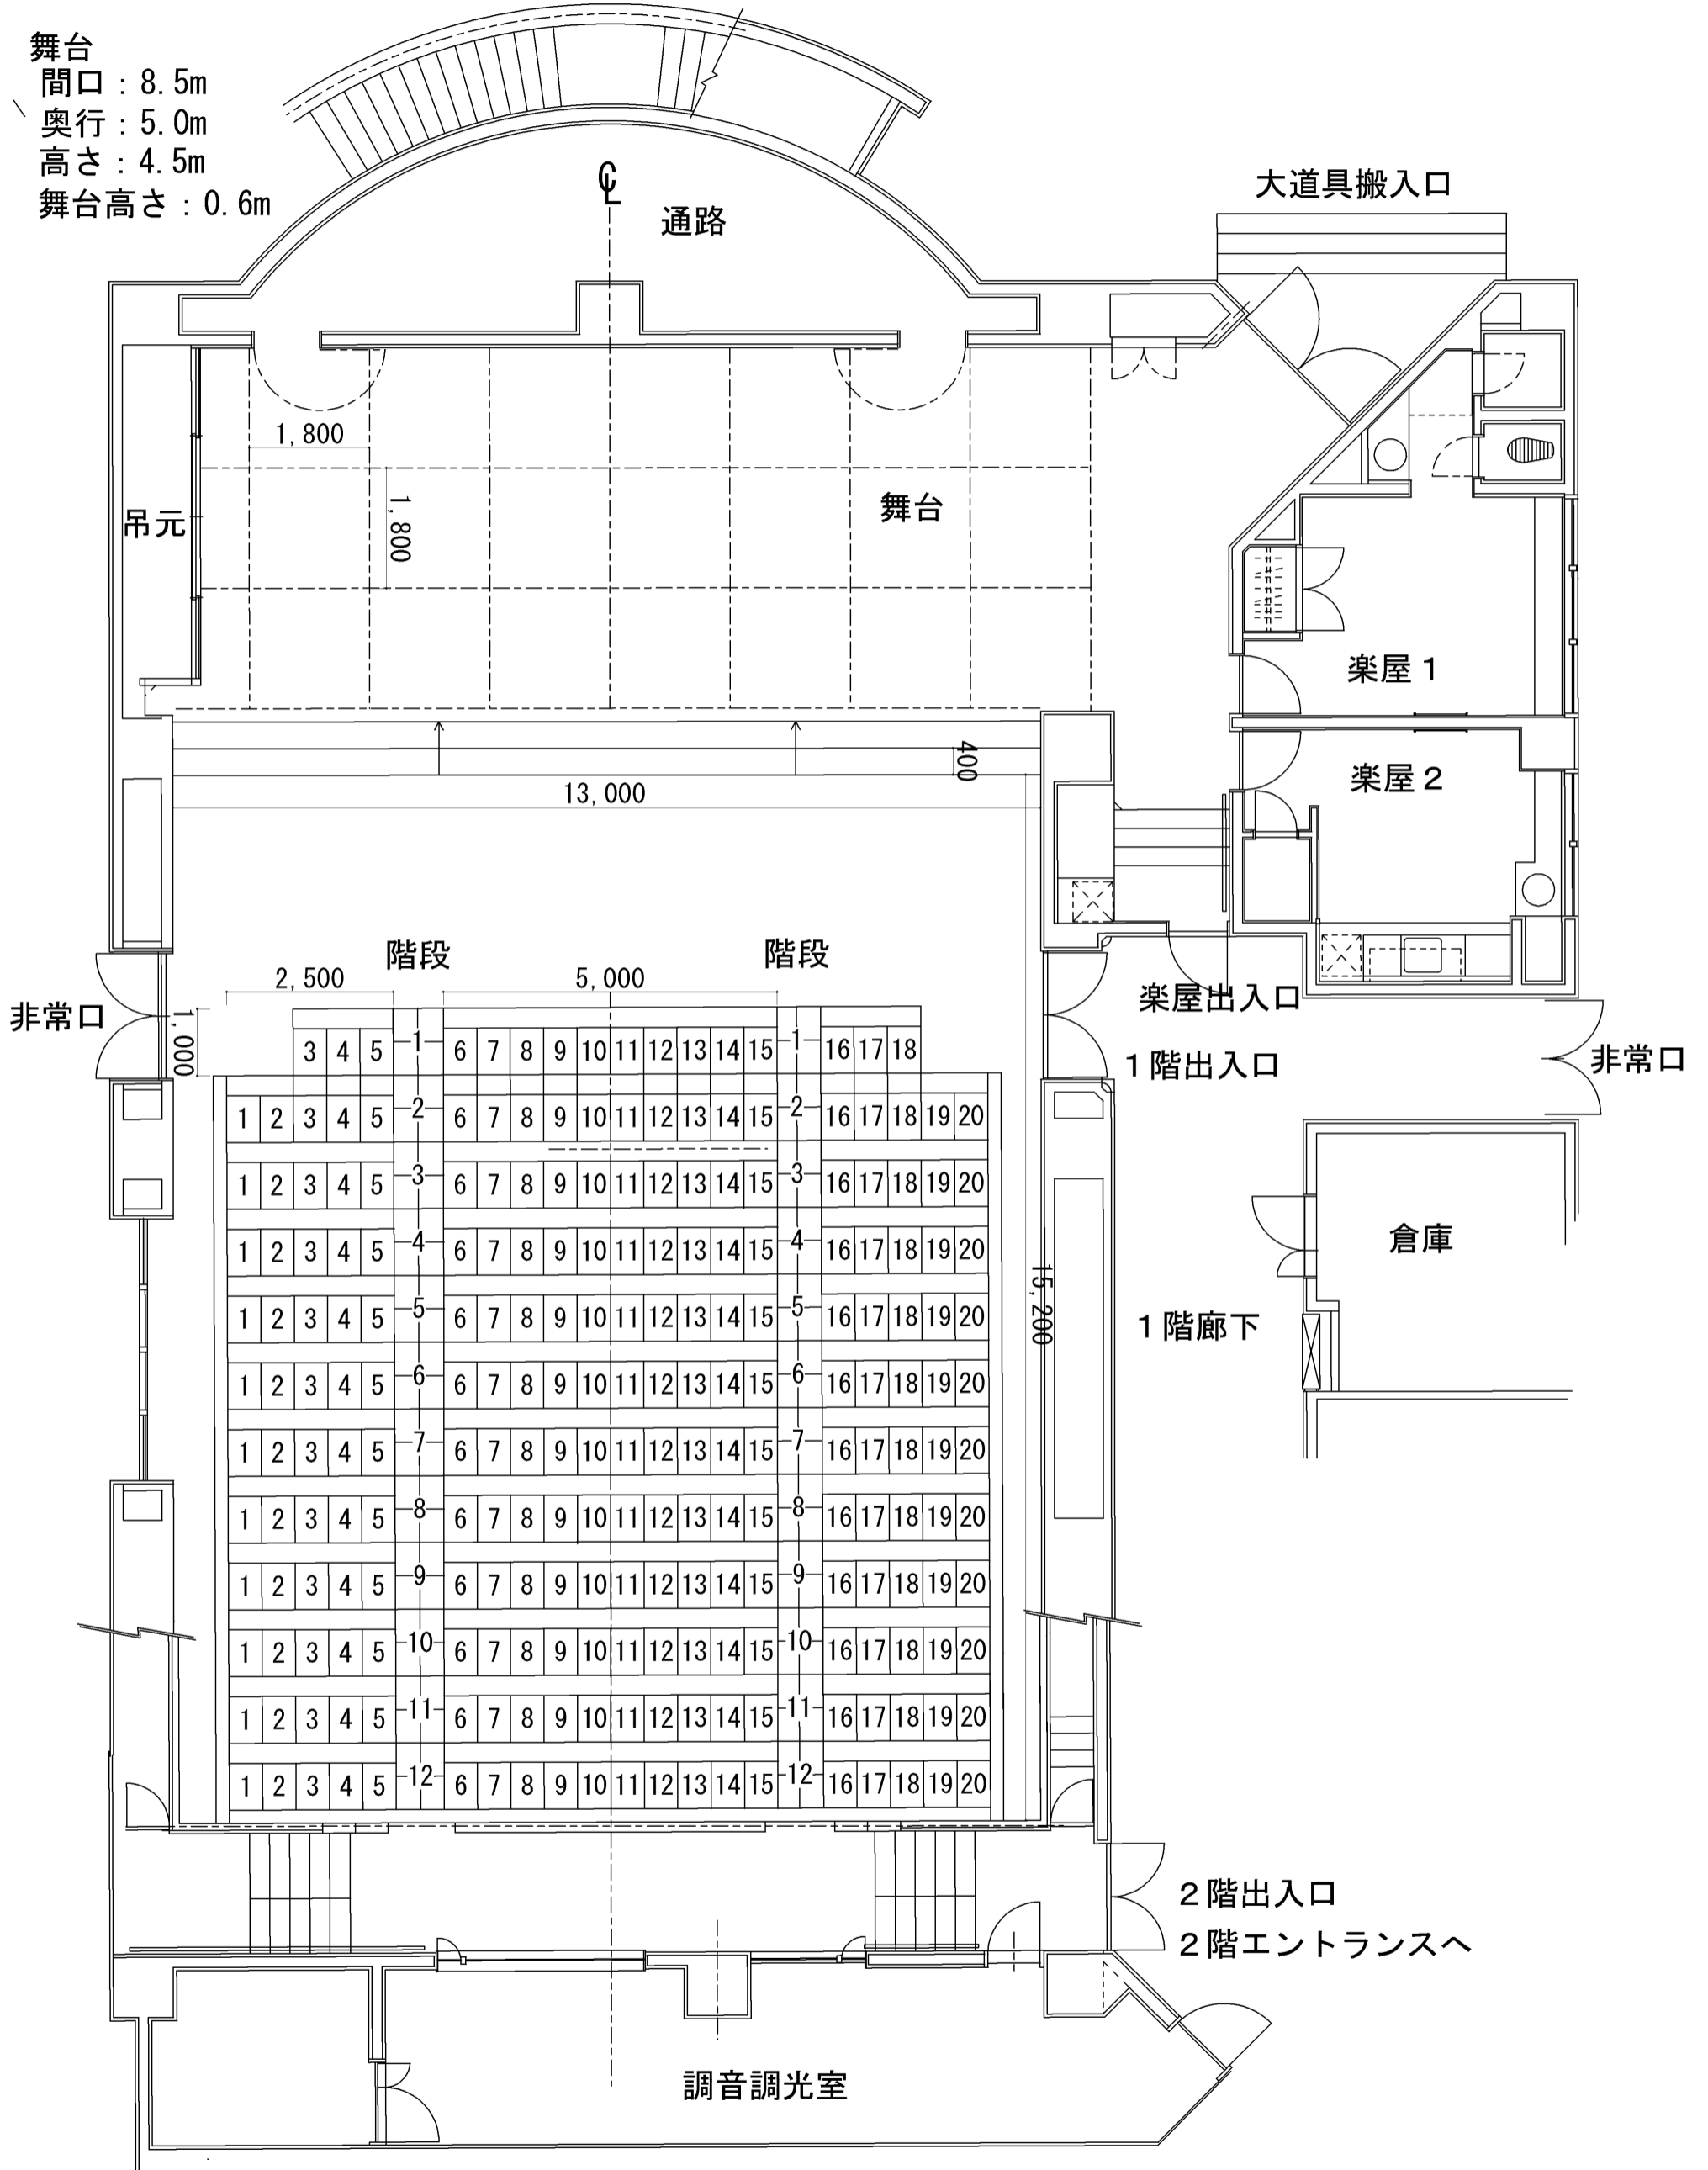 舞台
間口：8.5m
奥行：5.0m
高さ：4.5m
舞台高さ：0.6m
℄
通路
大道具搬入口
1,800
1,800
舞台
吊元
楽屋１
400
13,000
楽屋２
階段 階段
2,500 5,000
非常口
1,000
楽屋出入口
１階出入口
非常口
3 4 5 1 6 7 8 9 10 11 12 13 14 15 1 16 17 18
1 2 3 4 5 2 6 7 8 9 10 11 12 13 14 15 2 16 17 18 19 20
1 2 3 4 5 3 6 7 8 9 10 11 12 13 14 15 3 16 17 18 19 20
1 2 3 4 5 4 6 7 8 9 10 11 12 13 14 15 4 16 17 18 19 20
倉庫
1 2 3 4 5 5 6 7 8 9 10 11 12 13 14 15 5 16 17 18 19 20
15,200
１階廊下
1 2 3 4 5 6 6 7 8 9 10 11 12 13 14 15 6 16 17 18 19 20
1 2 3 4 5 7 6 7 8 9 10 11 12 13 14 15 7 16 17 18 19 20
1 2 3 4 5 8 6 7 8 9 10 11 12 13 14 15 8 16 17 18 19 20
1 2 3 4 5 9 6 7 8 9 10 11 12 13 14 15 9 16 17 18 19 20
1 2 3 4 5 10 6 7 8 9 10 11 12 13 14 15 10 16 17 18 19 20
1 2 3 4 5 11 6 7 8 9 10 11 12 13 14 15 11 16 17 18 19 20
1 2 3 4 5 12 6 7 8 9 10 11 12 13 14 15 12 16 17 18 19 20
２階出入口
２階エントランスへ
調音調光室